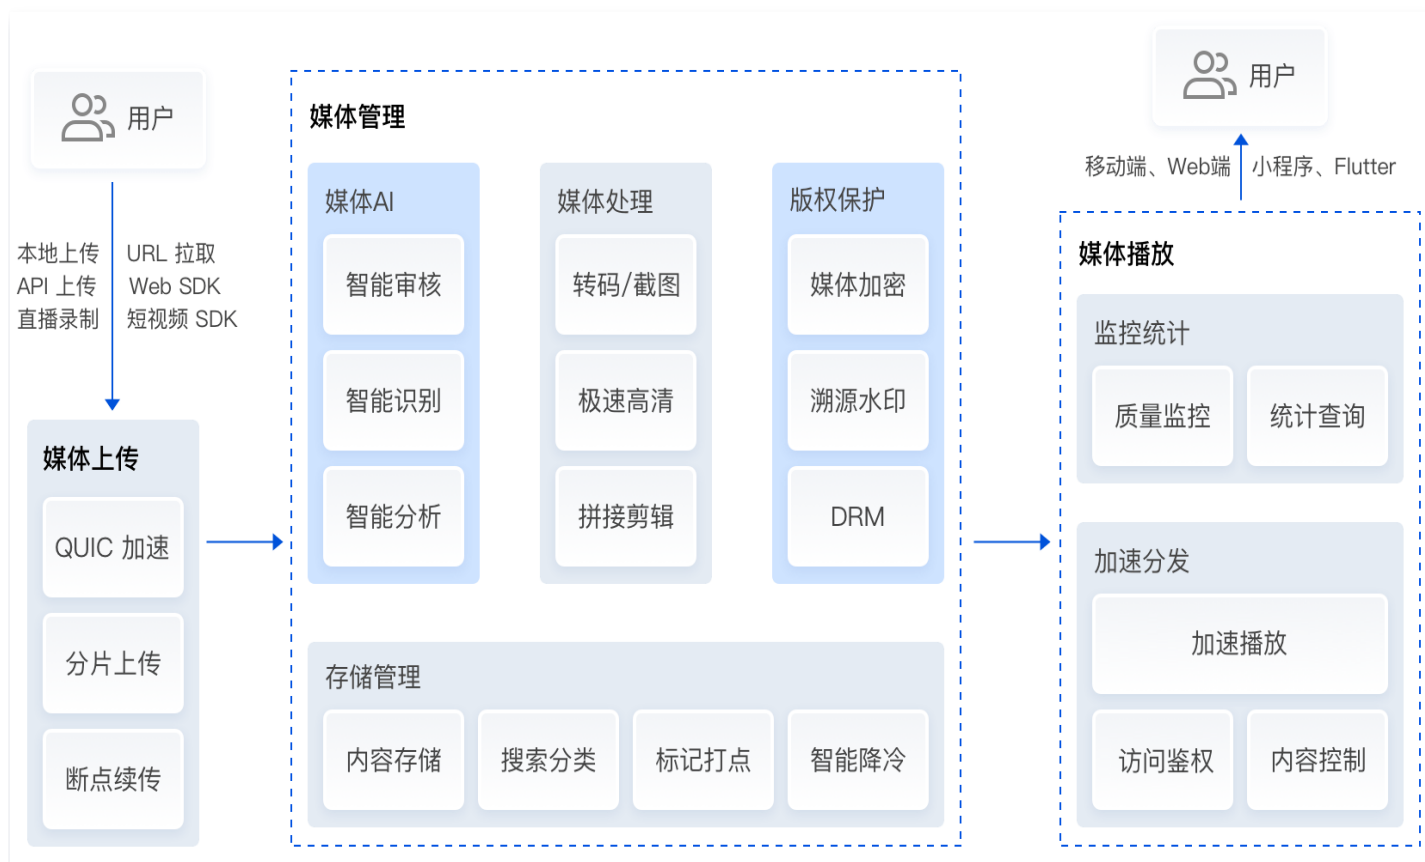 用户
本地上传
API 上传
直播录制
URL 拉取
Web SDK
短视频 SDK
媒体上传
QUIC 加速
分片上传
断点续传
媒体管理
媒体AI
智能审核
智能识别
智能分析
媒体处理
转码/截图
极速高清
拼接剪辑
版权保护
媒体加密
溯源水印
DRM
存储管理
内容存储
搜索分类
标记打点
智能降冷
用户
移动端、Web端
小程序、Flutter
媒体播放
监控统计
质量监控
统计查询
加速分发
加速播放
访问鉴权
内容控制